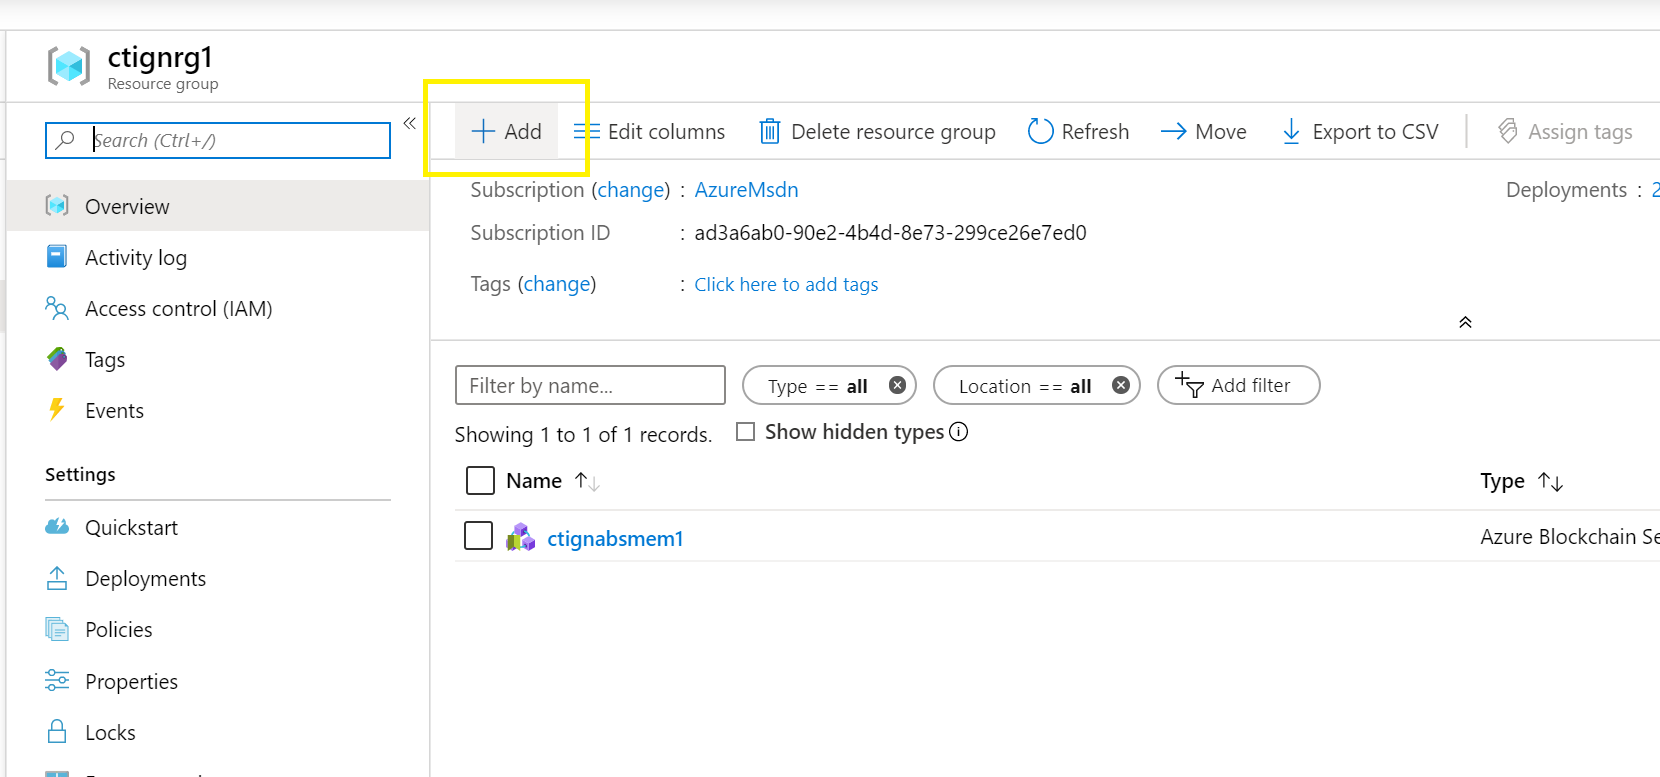 ctignrg1
Resource group
Search (Ctrl+/)
«
Overview
Activity log
Access control (IAM)
Tags
Events
Settings
Quickstart
Deployments
Policies
Properties
Locks
Add Edit columns Delete resource group Refresh Move Export to CSV Assign tags
Subscription (change) : AzureMsdn Deployments : 2
Subscription ID : ad3a6ab0-90e2-4b4d-8e73-299ce26e7ed0
Tags (change) : Click here to add tags
Filter by name... Type == all Location == all Add filter
Showing 1 to 1 of 1 records. Show hidden types
Name ↑↓ Type ↑↓
ctignabsmem1 Azure Blockchain Se